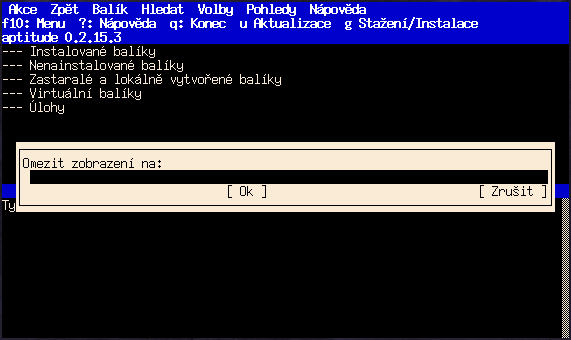 Akce Zpět Balík Hledat Volby Pohledy Nápověda
f10: Menu ?: Nápověda q: Konec u Aktualizace g Stažení/Instalace
aptitude 0.2.15.3
--- Instalované balíky
--- Nenainstalované balíky
--- Zastaralé a lokálně vytvořené balíky
--- Virtuální balíky
--- Úlohy
Omezit zobrazení na:
[ Ok ] [ Zrušit ]
Ty